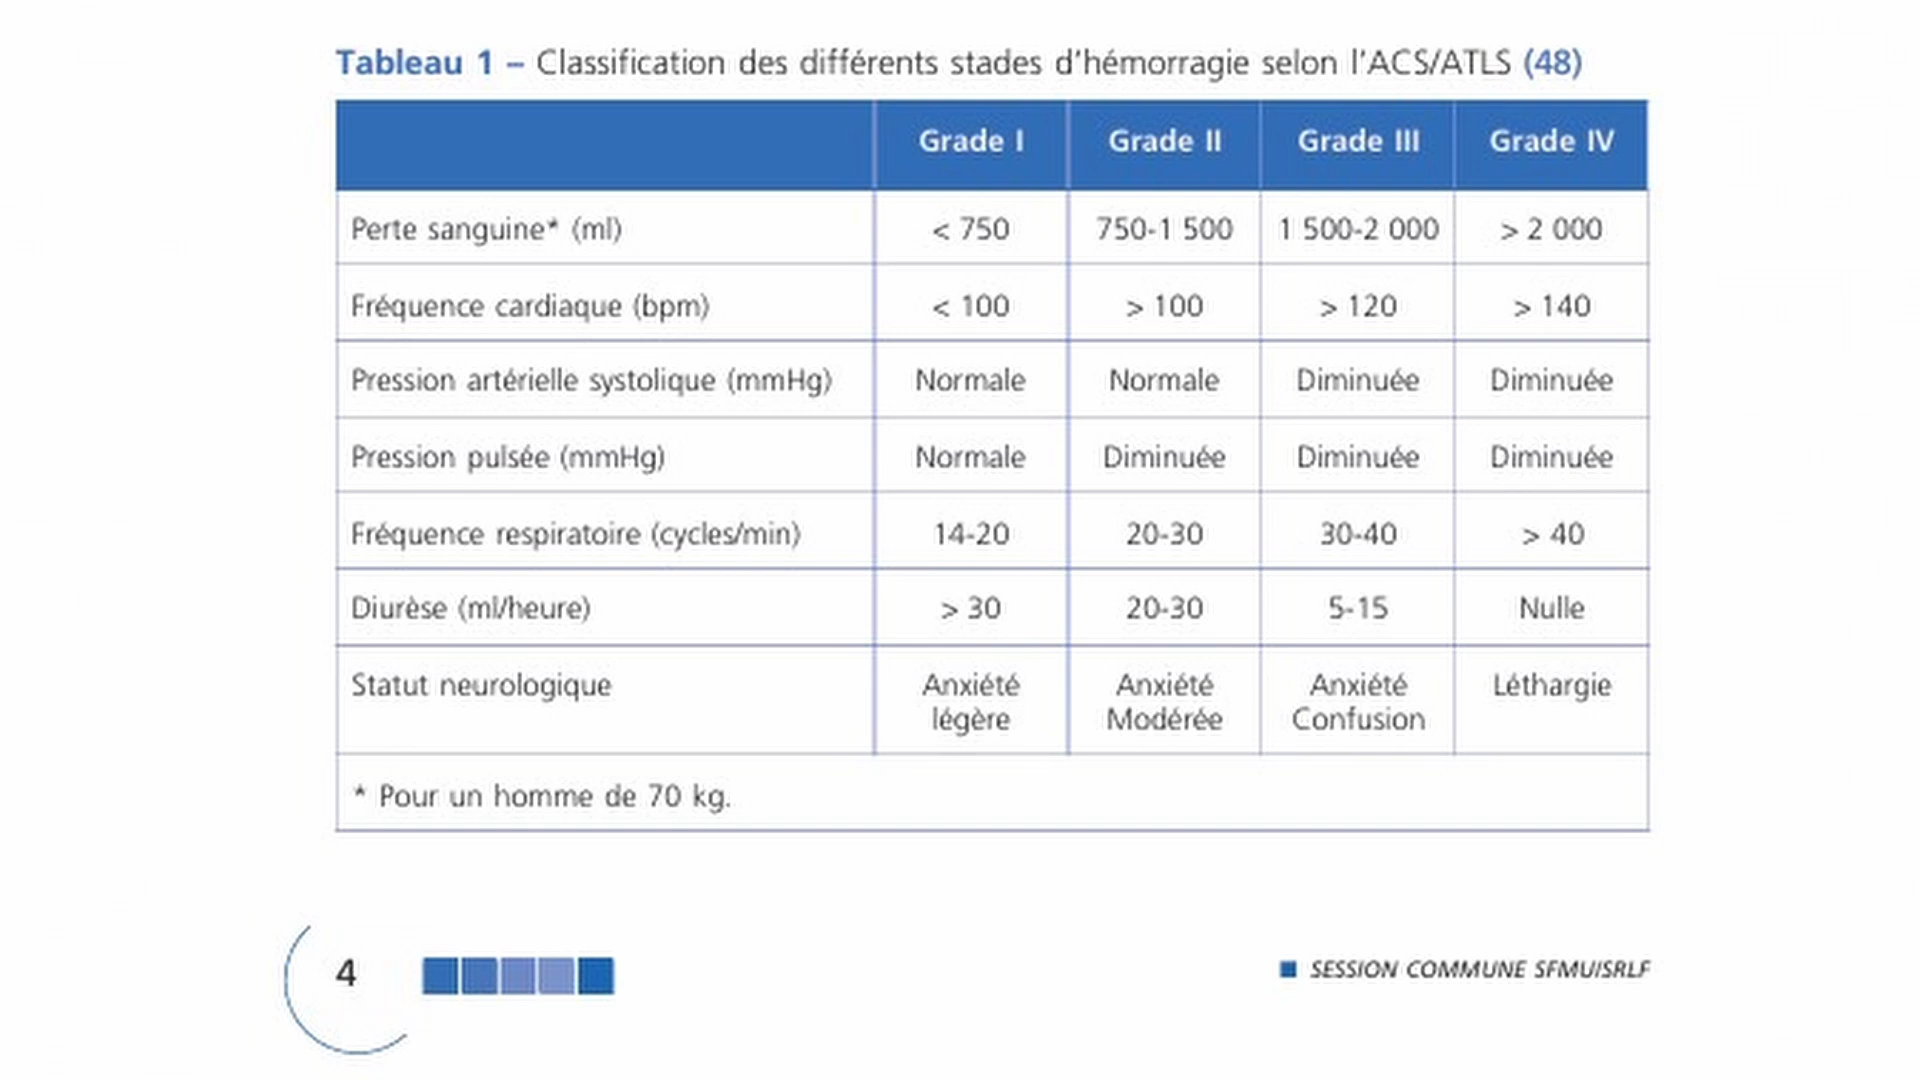 Tableau 1 – Classification des différents stades d'hémorragie selon l'ACS/ATLS (48)
Grade I Grade II Grade III Grade IV
Perte sanguine* (ml) < 750 750-1 500 1 500-2 000 > 2 000
Fréquence cardiaque (bpm) < 100 > 100 > 120 > 140
Pression artérielle systolique (mmHg) Normale Normale Diminuée Diminuée
Pression pulsée (mmHg) Normale Diminuée Diminuée Diminuée
Fréquence respiratoire (cycles/min) 14-20 20-30 30-40 > 40
Diurèse (ml/heure) > 30 20-30 5-15 Nulle
Statut neurologique Anxiété Anxiété Anxiété Léthargie
légère Modérée Confusion
* Pour un homme de 70 kg.
4 SESSION COMMUNE SFMU/SRLF